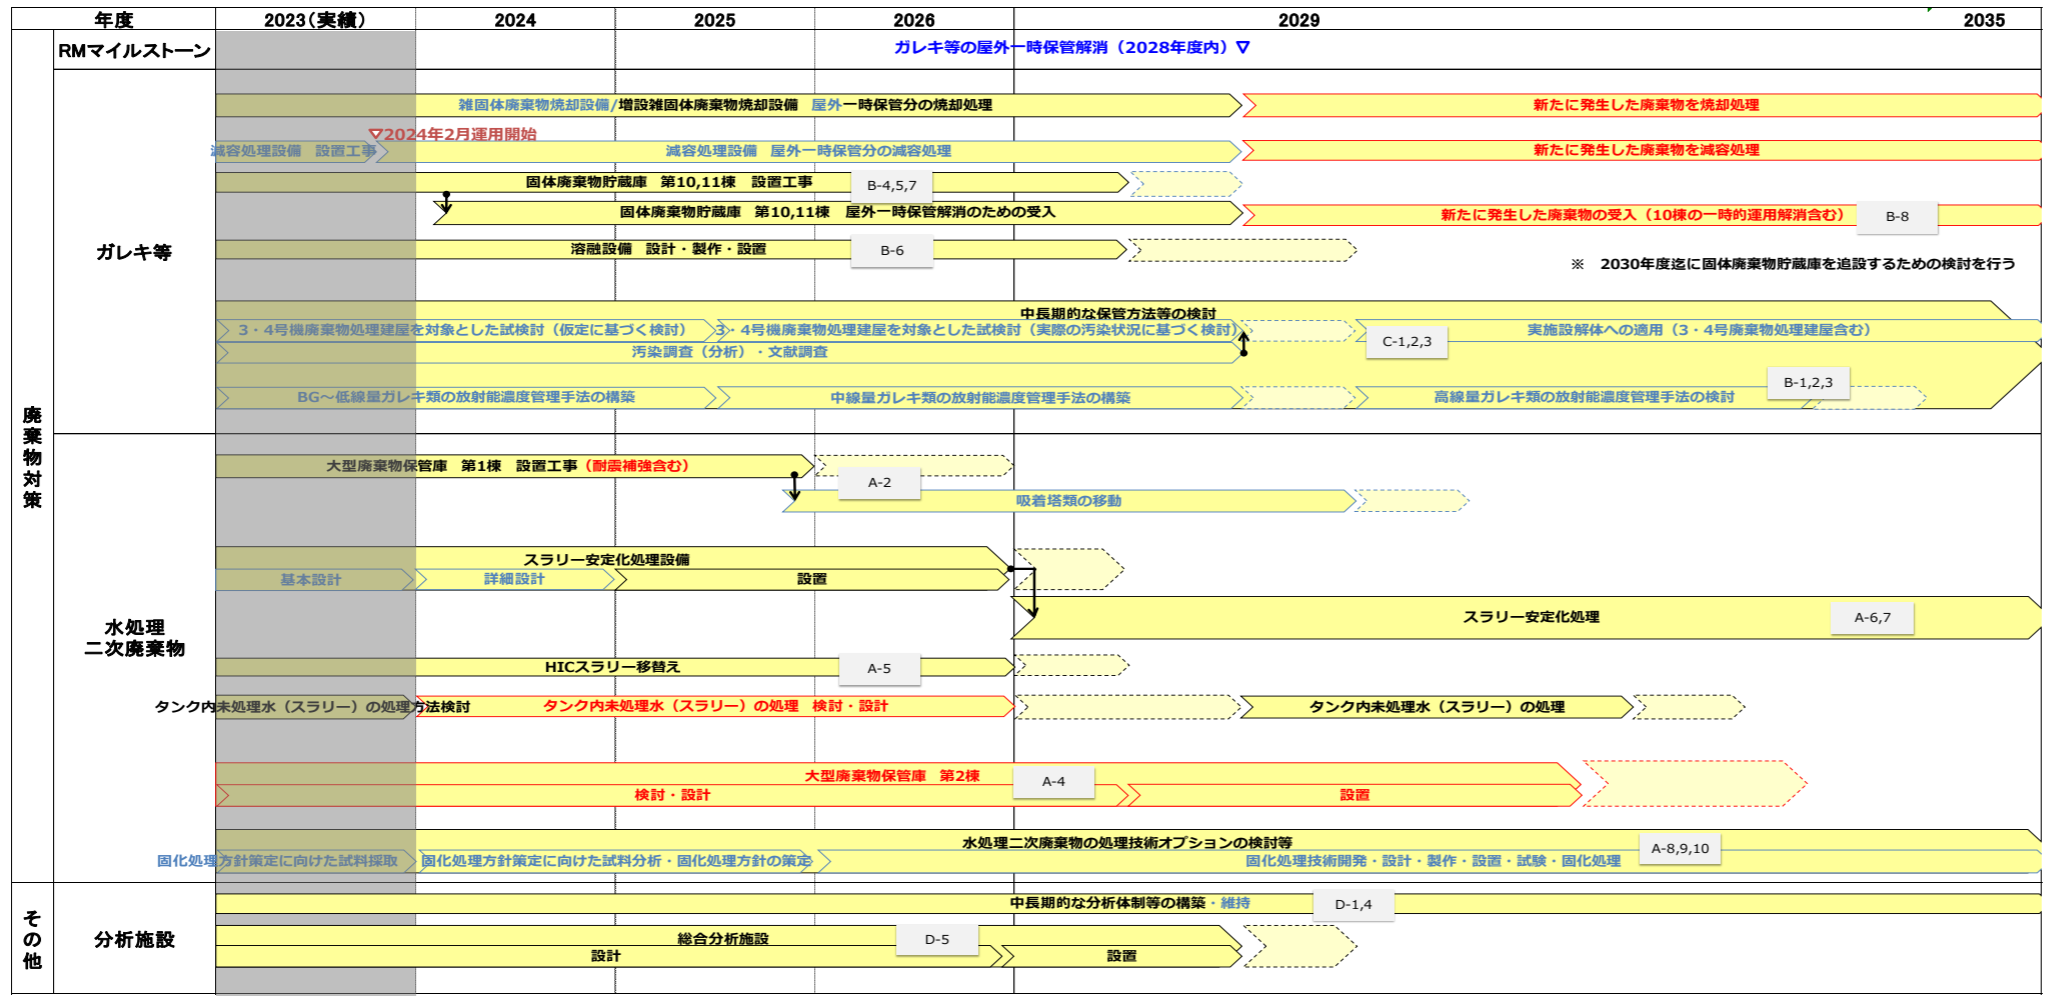 年度
2023(実績)
2024
2025
2026
2029
2035
廃棄物対策
RMマイルストーン
ガレキ等の屋外一時保管解消（2028年度内）▽
ガレキ等
雑固体廃棄物焼却設備/増設雑固体廃棄物焼却設備　屋外一時保管分の焼却処理
新たに発生した廃棄物を焼却処理
▽2024年2月運用開始
減容処理設備　設置工事
減容処理設備　屋外一時保管分の減容処理
新たに発生した廃棄物を減容処理
固体廃棄物貯蔵庫　第10,11棟　設置工事
B-4,5,7
固体廃棄物貯蔵庫　第10,11棟　屋外一時保管解消のための受入
新たに発生した廃棄物の受入（10棟の一時的運用解消含む）
B-8
溶融設備　設計・製作・設置
B-6
※　2030年度迄に固体廃棄物貯蔵庫を追設するための検討を行う
中長期的な保管方法等の検討
3・4号機廃棄物処理建屋を対象とした試検討（仮定に基づく検討）
3・4号機廃棄物処理建屋を対象とした試検討（実際の汚染状況に基づく検討）
実施設解体への適用（3・4号廃棄物処理建屋含む）
C-1,2,3
汚染調査（分析）・文献調査
B-1,2,3
BG～低線量ガレキ類の放射能濃度管理手法の構築
中線量ガレキ類の放射能濃度管理手法の構築
高線量ガレキ類の放射能濃度管理手法の検討
水処理
二次廃棄物
大型廃棄物保管庫　第1棟　設置工事（耐震補強含む）
A-2
吸着塔類の移動
スラリー安定化処理設備
基本設計
詳細設計
設置
スラリー安定化処理
A-6,7
HICスラリー移替え
A-5
タンク内未処理水（スラリー）の処理方法検討
タンク内未処理水（スラリー）の処理　検討・設計
タンク内未処理水（スラリー）の処理
大型廃棄物保管庫　第2棟
A-4
検討・設計
設置
水処理二次廃棄物の処理技術オプションの検討等
A-8,9,10
固化処理方針策定に向けた試料採取
固化処理方針策定に向けた試料分析・固化処理方針の策定
固化処理技術開発・設計・製作・設置・試験・固化処理
その他
分析施設
中長期的な分析体制等の構築・維持
D-1,4
総合分析施設
D-5
設計
設置